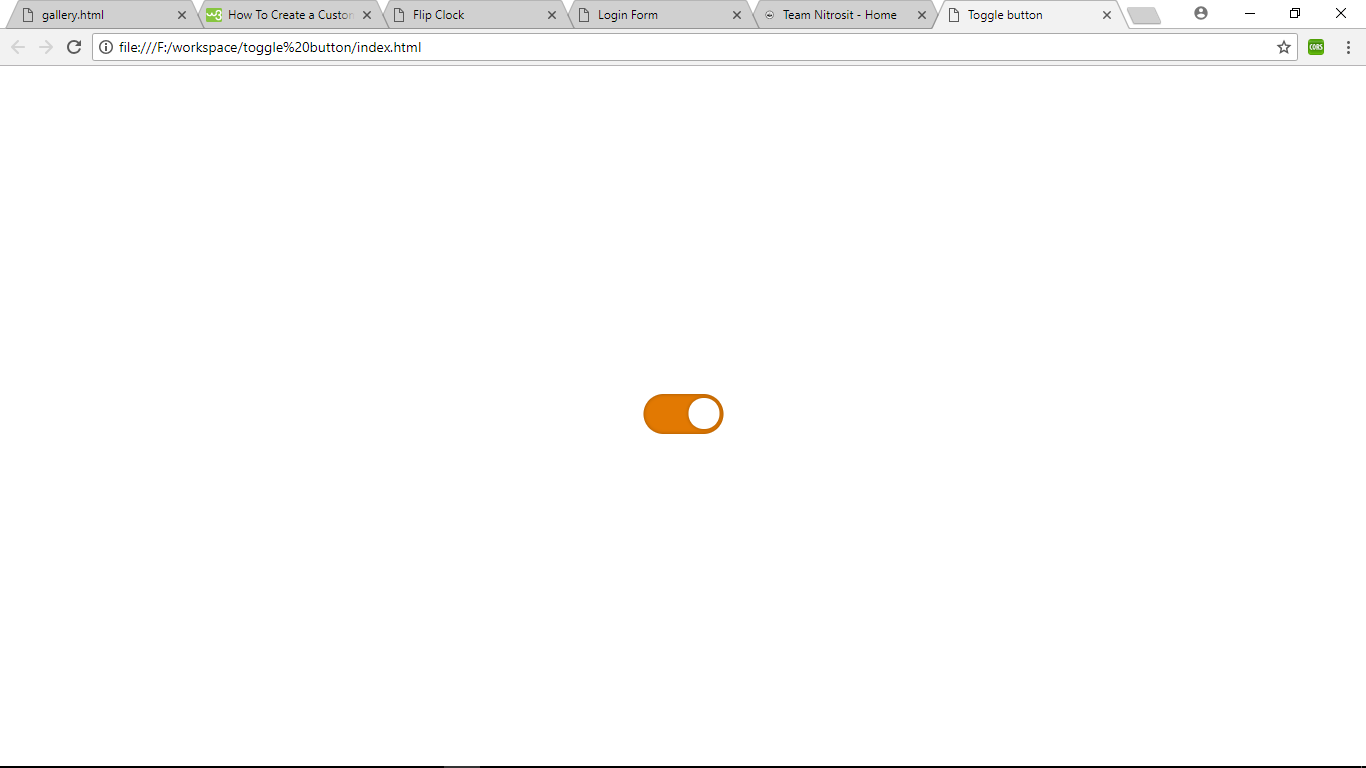 gallery.html
w3 How To Create a Custon
Flip Clock
Login Form
Team Nitrosit - Home
Toggle button
file:///F:/workspace/toggle%20button/index.html
CORS